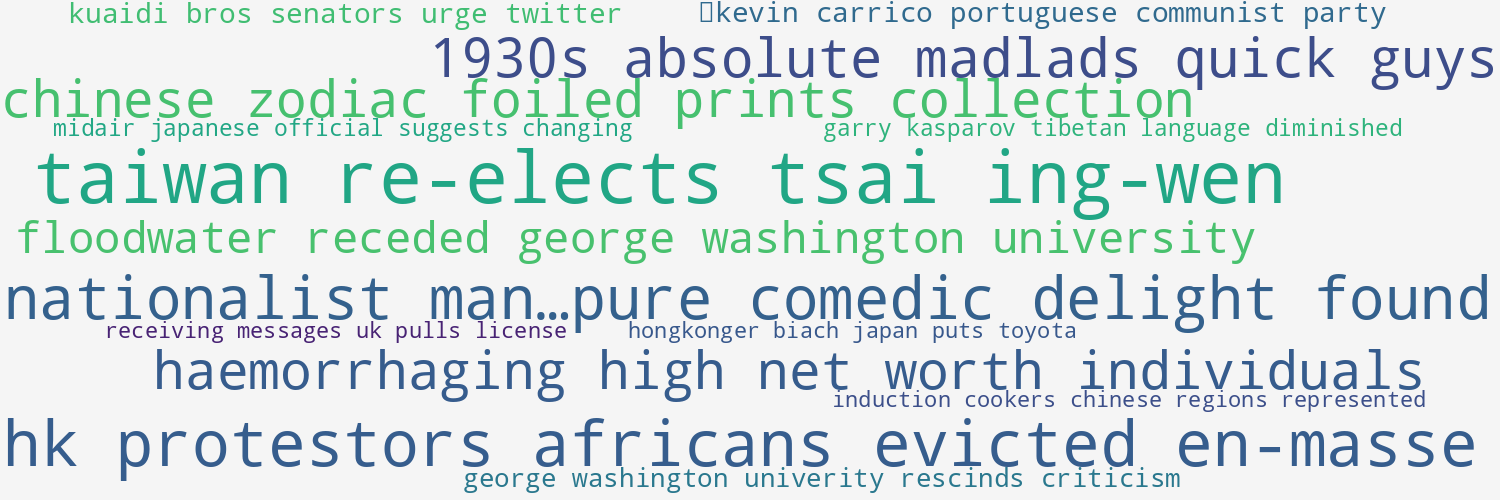 kuaidi bros senators urge twitter
kevin carrico portuguese communist party
1930s absolute madlads quick guys
chinese zodiac foiled prints collection
midair japanese official suggests changing
garry kasparov tibetan language diminished
taiwan re-elects tsai ing-wen
floodwater receded george washington university
nationalist man…pure comedic delight found
receiving messages uk pulls license
hongkonger biach japan puts toyota
haemorrhaging high net worth individuals
induction cookers chinese regions represented
hk protestors africans evicted en-masse
george washington univerity rescinds criticism